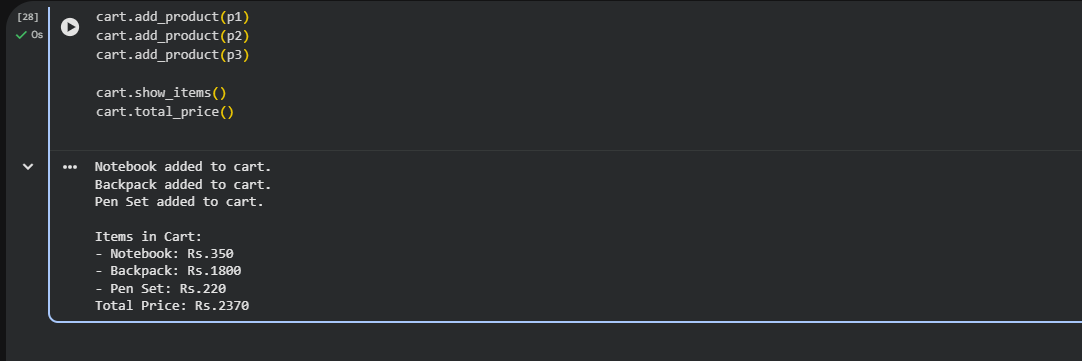 [28]
0s
cart.add_product(p1)
cart.add_product(p2)
cart.add_product(p3)
cart.show_items()
cart.total_price()
Notebook added to cart.
Backpack added to cart.
Pen Set added to cart.
Items in Cart:
- Notebook: Rs.350
- Backpack: Rs.1800
- Pen Set: Rs.220
Total Price: Rs.2370